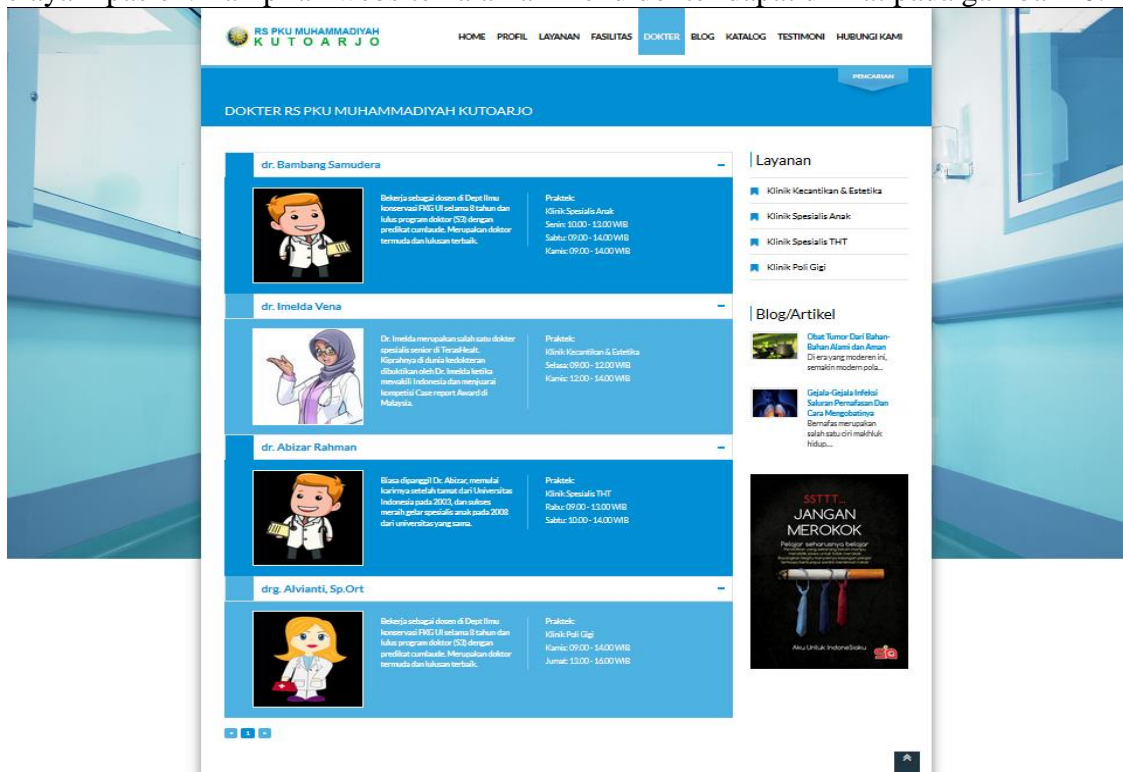 RS PKU MUHAMMADIYAH
KUTOARJO
HOME PROFIL LAYANAN FASILITAS DOKTER BLOG KATALOG TESTIMONI HUBUNGI KAMI
PENCARIAN
DOKTER RS PKU MUHAMMADIYAH KUTOARJO
dr. Bambang Samudera
Bekerja sebagai dosen di Dept Ilmu
konservasi FKG UI selama 8 tahun dan
lulus program doktor (S3) dengan
predikat cumlaude. Merupakan doktor
termuda dan lulusan terbaik.
Praktek:
Klinik Spesialis Anak
Senin: 10.00 - 13.00 WIB
Sabtu: 09.00 - 14.00 WIB
Kamis: 09.00 - 14.00 WIB
dr. Imelda Vena
Dr. Imelda merupakan salah satu dokter
spesialis senior di TerasHealt.
Kiprahnya di dunia kedokteran
dibuktikan oleh Dr. Imelda ketika
mewakili Indonesia dan menjuarai
kompetisi Case report Award di
Malaysia.
Praktek:
Klinik Kecantikan & Estetika
Selasa: 09.00 - 12.00 WIB
Kamis: 12.00 - 14.00 WIB
dr. Abizar Rahman
Biasa dipanggil Dr. Abizar, memulai
karirnya setelah tamat dari Universitas
Indonesia pada 2003, dan sukses
meraih gelar spesialis anak pada 2008
dari universitas yang sama.
Praktek:
Klinik Spesialis THT
Rabu: 09.00 - 13.00 WIB
Sabtu: 10.00 - 14.00 WIB
drg. Alvianti, Sp.Ort
Bekerja sebagai dosen di Dept Ilmu
konservasi FKG UI selama 8 tahun dan
lulus program doktor (S3) dengan
predikat cumlaude. Merupakan doktor
termuda dan lulusan terbaik.
Praktek:
Klinik Poli Gigi
Kamis: 09.00 - 14.00 WIB
Jumat: 13.00 - 16.00 WIB
1
Layanan
Klinik Kecantikan & Estetika
Klinik Spesialis Anak
Klinik Spesialis THT
Klinik Poli Gigi
Blog/Artikel
Obat Tumor Dari Bahan-
Bahan Alami dan Aman
Di era yang moderen ini,
semakin modern pola...
Gejala-Gejala Infeksi
Saluran Pernafasan Dan
Cara Mengobatinya
Bernafas merupakan
salah satu ciri makhluk
hidup...
SSTTT...
JANGAN
MEROKOK
Pelajar seharusnya belajar
Aku Untuk IndoneSiaku